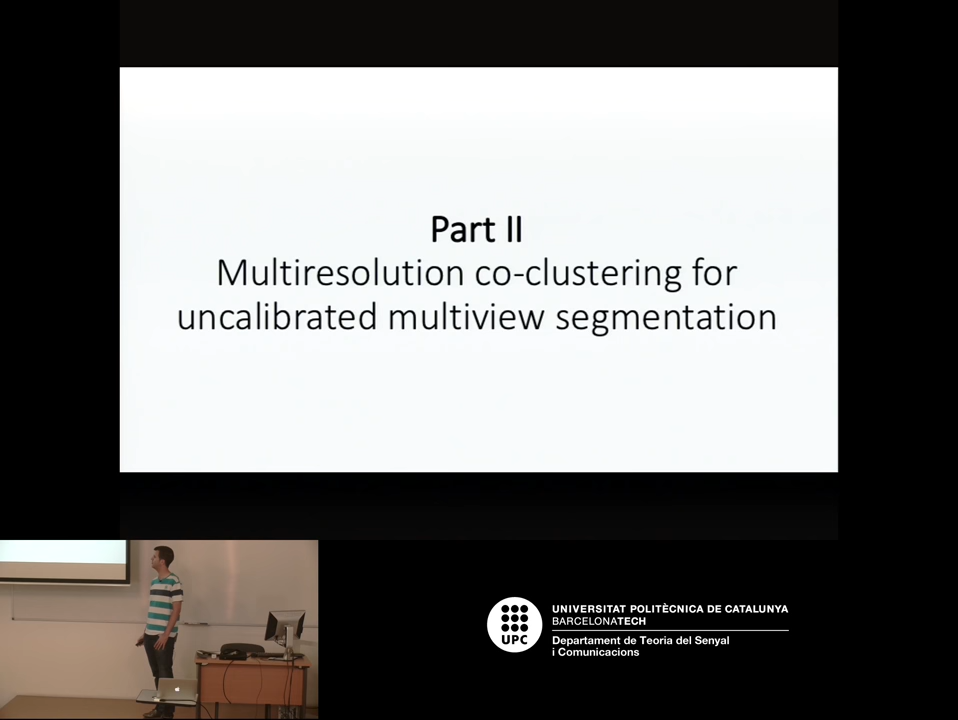 Part II
Multiresolution co-clustering for
uncalibrated multiview segmentation
UPC
UNIVERSITAT POLITÈCNICA DE CATALUNYA
BARCELONATECH
Departament de Teoria del Senyal
i Comunicacions